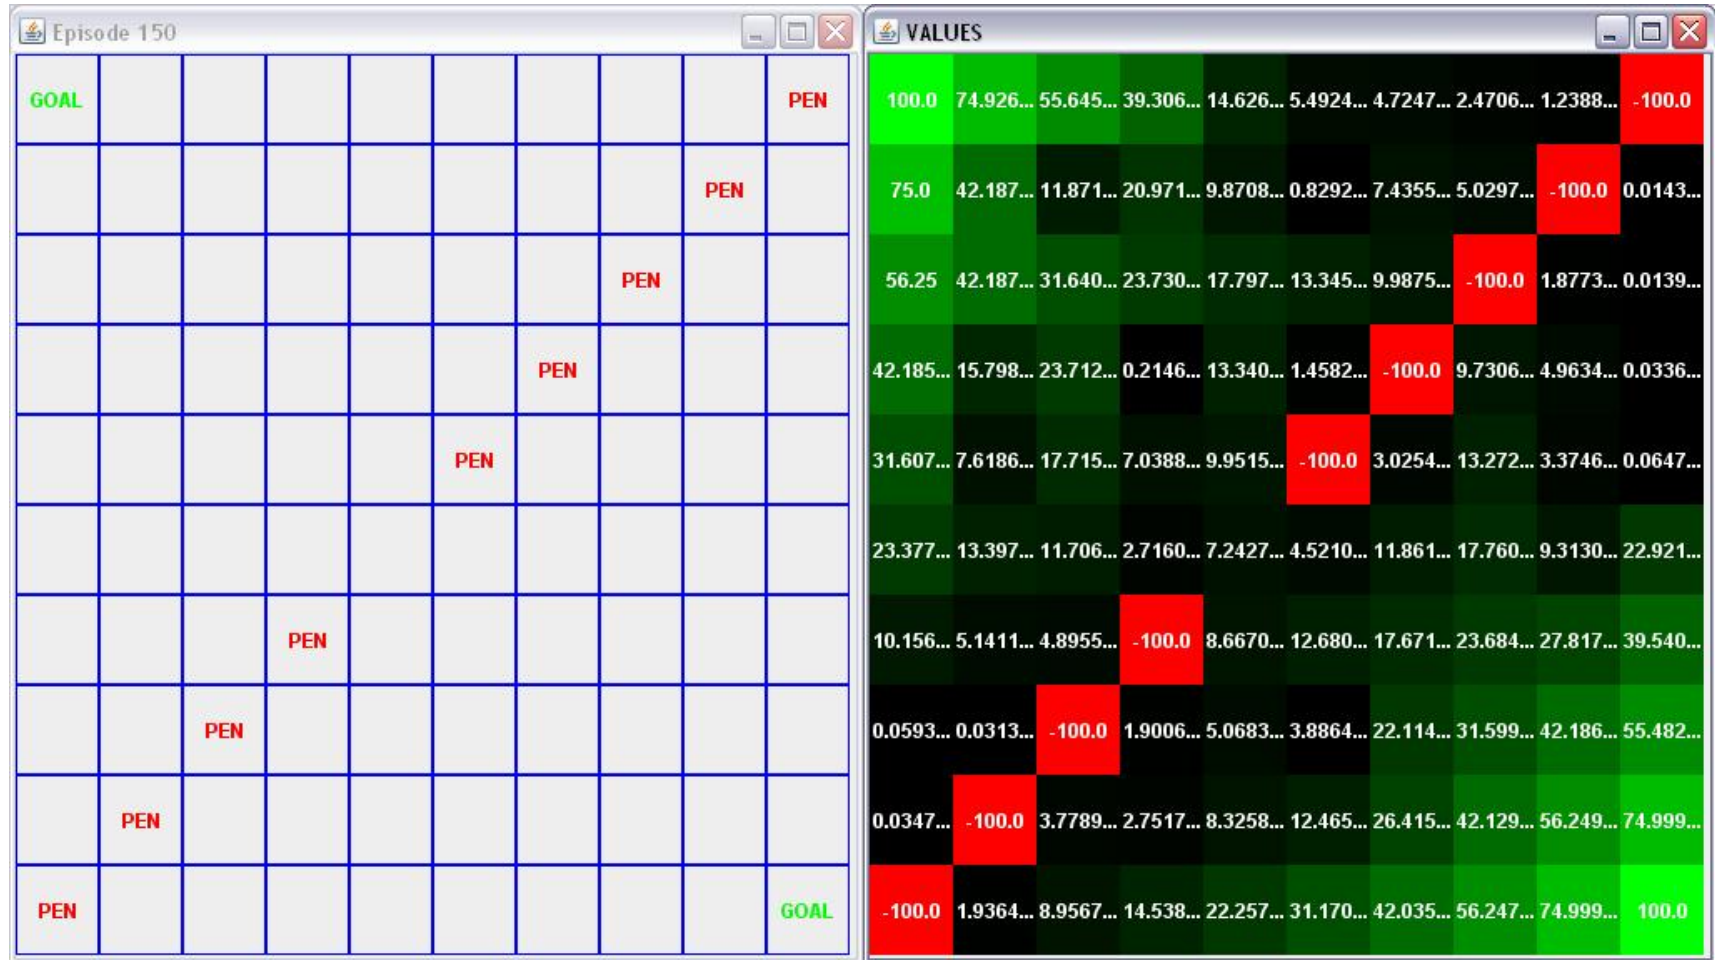 Episode 150
GOAL PEN
PEN
PEN
PEN
PEN
PEN
PEN
PEN
PEN GOAL
VALUES
100.0 74.926... 55.645... 39.306... 14.626... 5.4924... 4.7247... 2.4706... 1.2388... -100.0
75.0 42.187... 11.871... 20.971... 9.8708... 0.8292... 7.4355... 5.0297... -100.0 0.0143...
56.25 42.187... 31.640... 23.730... 17.797... 13.345... 9.9875... -100.0 1.8773... 0.0139...
42.185... 15.798... 23.712... 0.2146... 13.340... 1.4582... -100.0 9.7306... 4.9634... 0.0336...
31.607... 7.6186... 17.715... 7.0388... 9.9515... -100.0 3.0254... 13.272... 3.3746... 0.0647...
23.377... 13.397... 11.706... 2.7160... 7.2427... 4.5210... 11.861... 17.760... 9.3130... 22.921...
10.156... 5.1411... 4.8955... -100.0 8.6670... 12.680... 17.671... 23.684... 27.817... 39.540...
0.0593... 0.0313... -100.0 1.9006... 5.0683... 3.8864... 22.114... 31.599... 42.186... 55.482...
0.0347... -100.0 3.7789... 2.7517... 8.3258... 12.465... 26.415... 42.129... 56.249... 74.999...
-100.0 1.9364... 8.9567... 14.538... 22.257... 31.170... 42.035... 56.247... 74.999... 100.0